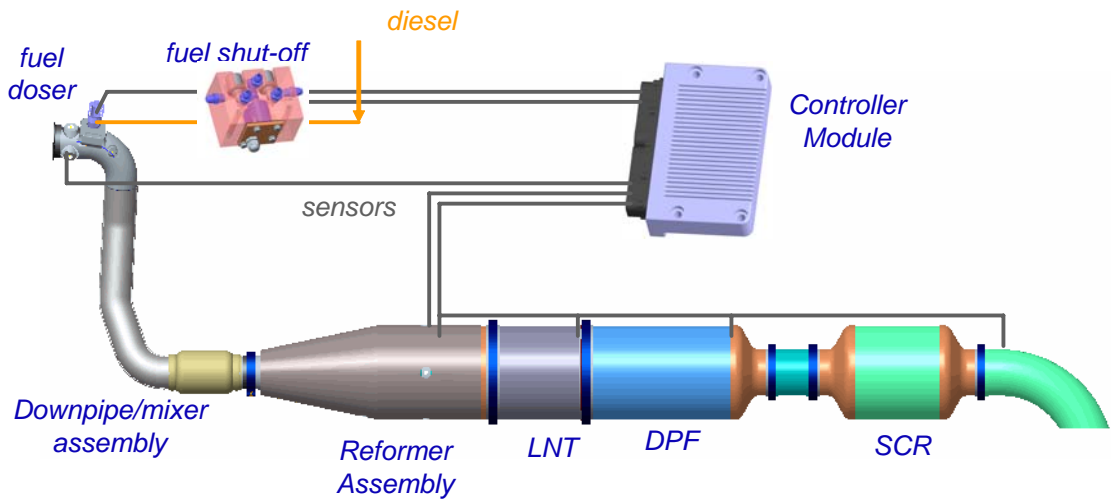 diesel
fuel shut-off
fuel
doser
Controller
Module
sensors
Downpipe/mixer
assembly
Reformer
Assembly
LNT
DPF
SCR